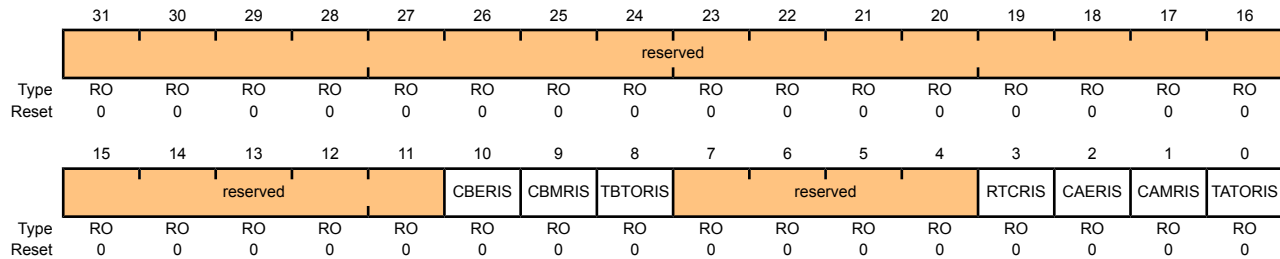 31 30 29 28 27 26 25 24 23 22 21 20 19 18 17 16
reserved
Type RO RO RO RO RO RO RO RO RO RO RO RO RO RO RO RO
Reset 0 0 0 0 0 0 0 0 0 0 0 0 0 0 0 0
15 14 13 12 11 10 9 8 7 6 5 4 3 2 1 0
reserved CBERIS CBMRIS TBTORIS reserved RTCRIS CAERIS CAMRIS TATORIS
Type RO RO RO RO RO RO RO RO RO RO RO RO RO RO RO RO
Reset 0 0 0 0 0 0 0 0 0 0 0 0 0 0 0 0